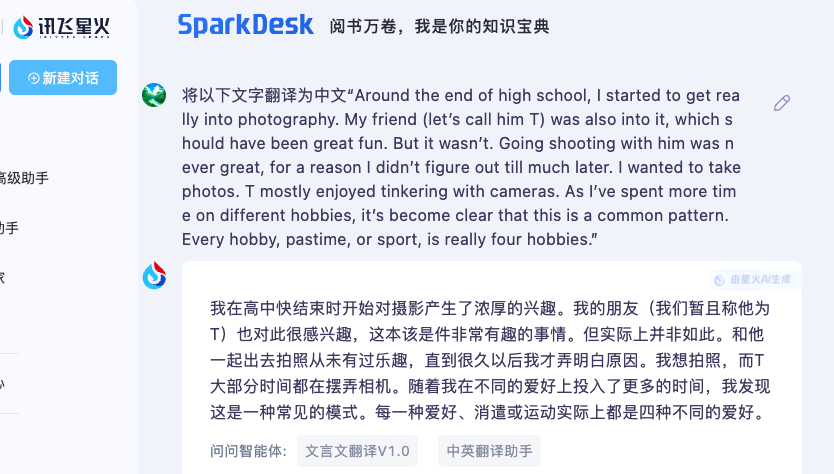 讯飞星火
SparkDesk 阅书万卷，我是你的知识宝典
新建对话
高级助手
助手
家
心
将以下文字翻译为中文“Around the end of high school, I started to get rea
lly into photography. My friend (let’s call him T) was also into it, which s
hould have been great fun. But it wasn’t. Going shooting with him was n
ever great, for a reason I didn’t figure out till much later. I wanted to take
photos. T mostly enjoyed tinkering with cameras. As I’ve spent more tim
e on different hobbies, it’s become clear that this is a common pattern.
Every hobby, pastime, or sport, is really four hobbies.”
由星火AI生成
我在高中快结束时开始对摄影产生了浓厚的兴趣。我的朋友（我们暂且称他为
T）也对此很感兴趣，这本该是件非常有趣的事情。但实际上并非如此。和他
一起出去拍照从未有过乐趣，直到很久以后我才弄明白原因。我想拍照，而T
大部分时间都在摆弄相机。随着我在不同的爱好上投入了更多的时间，我发现
这是一种常见的模式。每一种爱好、消遣或运动实际上都是四种不同的爱好。
问问智能体: 文言文翻译V1.0 中英翻译助手